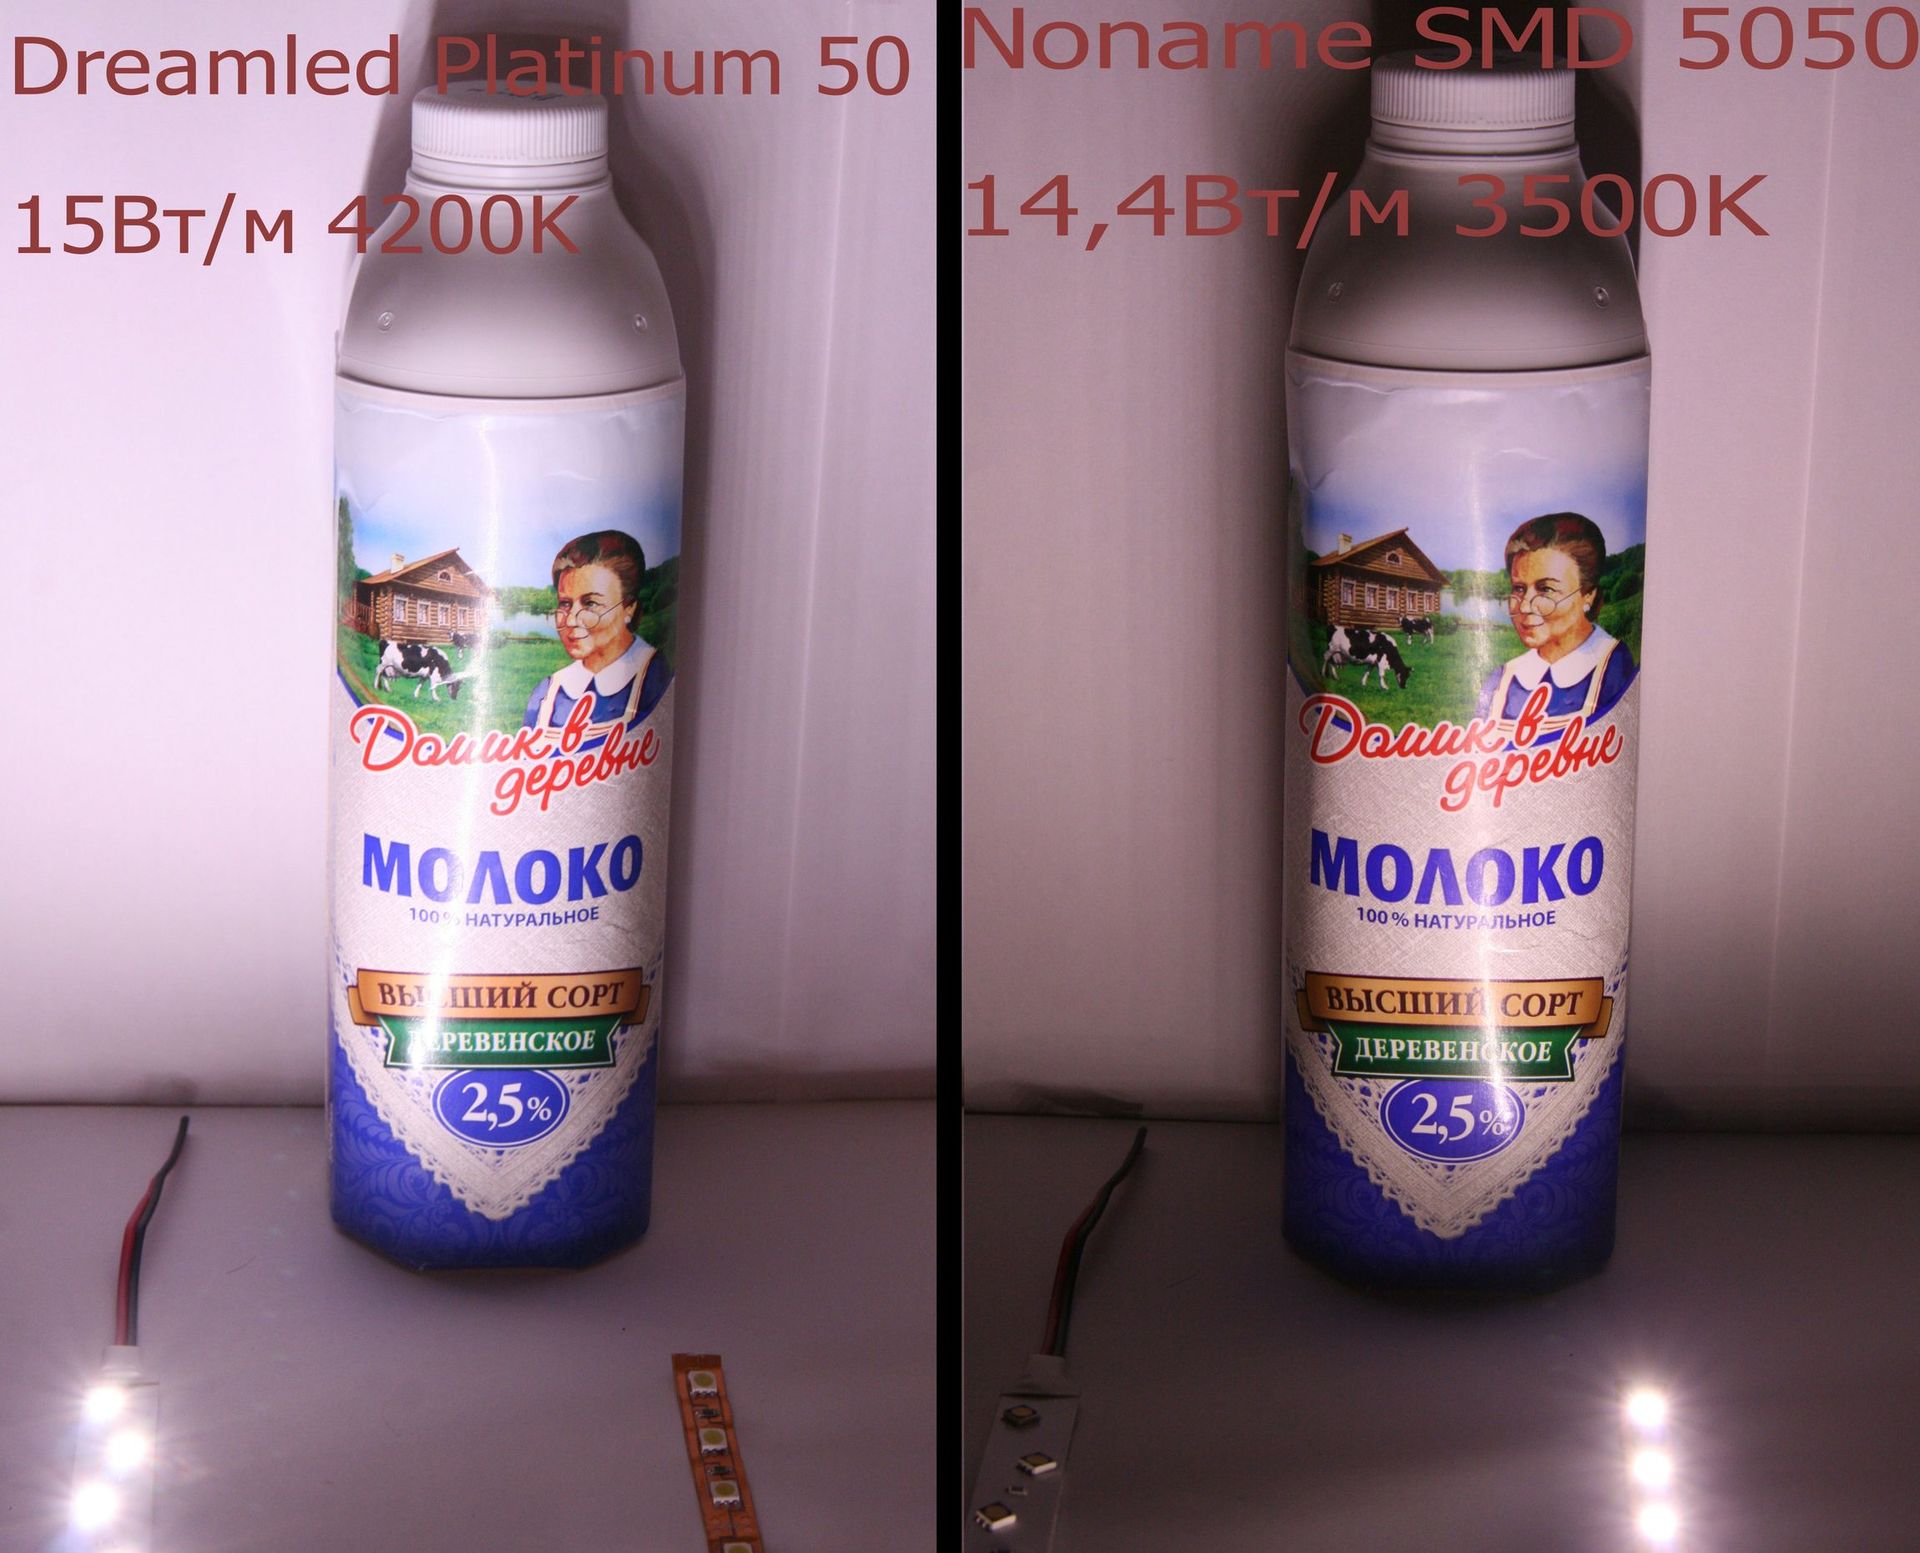 Dreamled Platinum 50
15Вт/м 4200K
Домик в
деревне
МОЛОКО
100% НАТУРАЛЬНОЕ
ВЫСШИЙ СОРТ
ДЕРЕВЕНСКОЕ
2,5%
Noname SMD 5050
14,4Вт/м 3500K
Домик в
деревне
МОЛОКО
100% НАТУРАЛЬНОЕ
ВЫСШИЙ СОРТ
ДЕРЕВЕНСКОЕ
2,5%